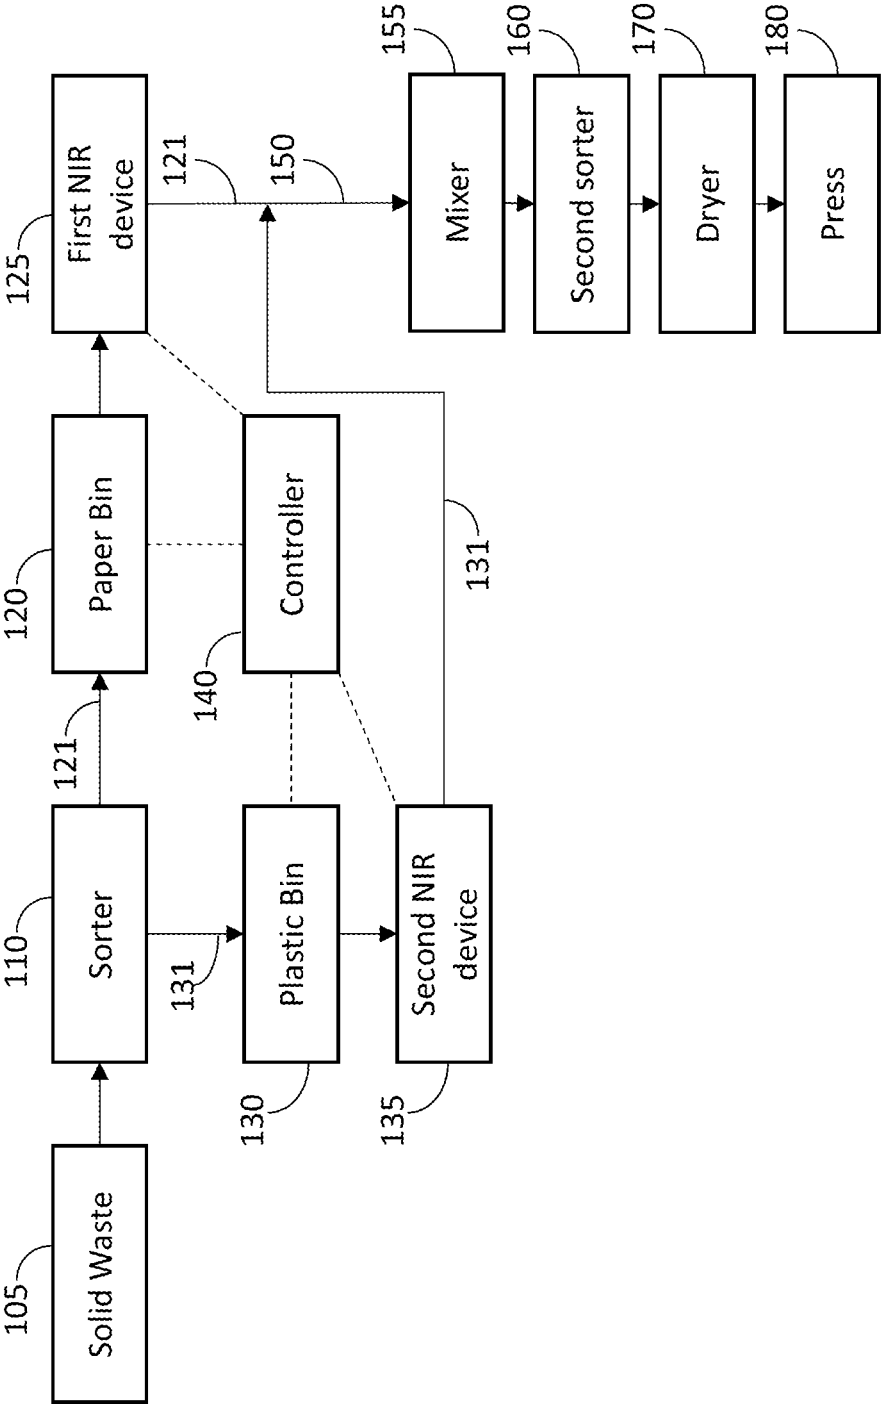 105
110
120
125
121
Solid Waste
Sorter
Paper Bin
First NIR
device
131
121
140
130
150
Plastic Bin
Controller
135
155
Second NIR
device
Mixer
131
160
Second sorter
170
Dryer
180
Press